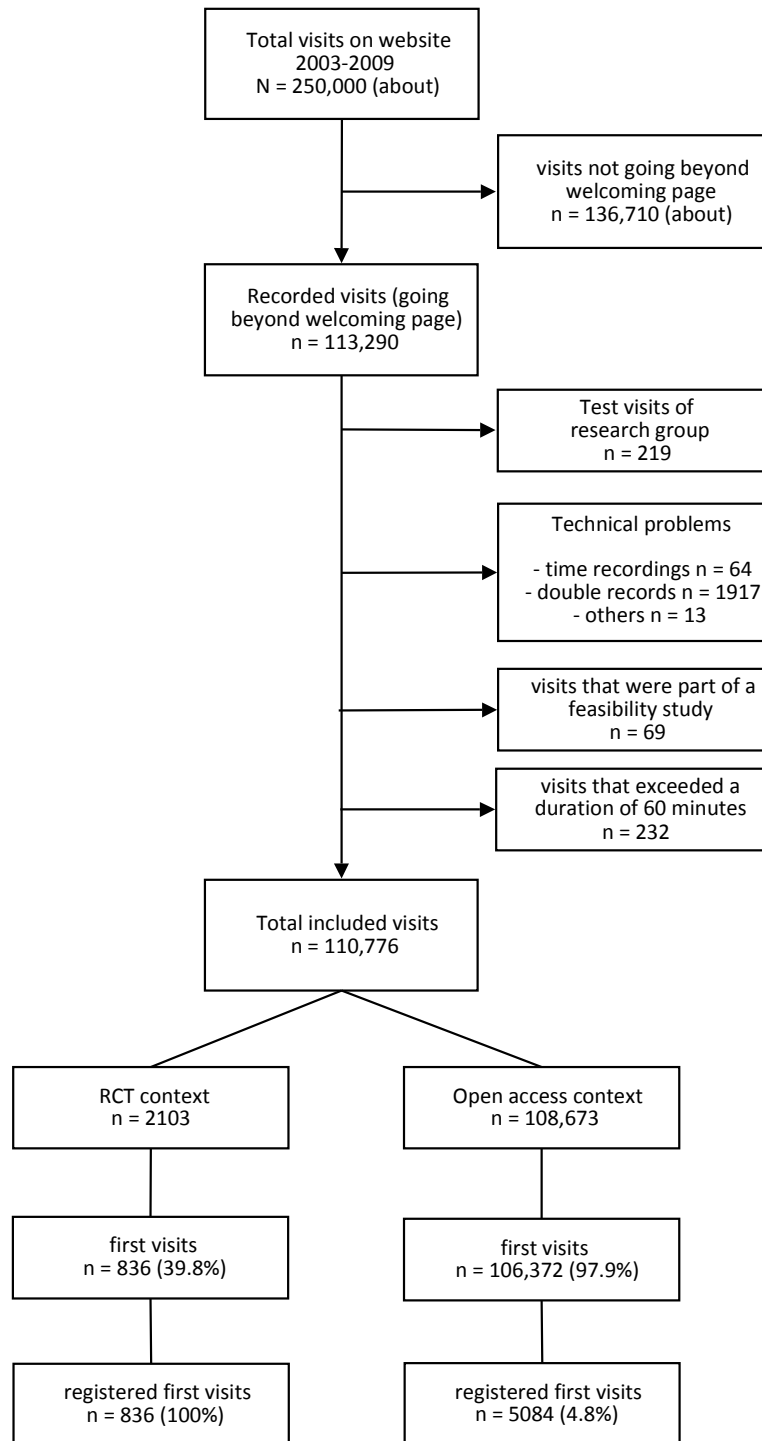 Total visits on website
2003-2009
N = 250,000 (about)
visits not going beyond
welcoming page
n = 136,710 (about)
Recorded visits (going
beyond welcoming page)
n = 113,290
Test visits of
research group
n = 219
Technical problems
- time recordings n = 64
- double records n = 1917
- others n = 13
visits that were part of a
feasibility study
n = 69
visits that exceeded a
duration of 60 minutes
n = 232
Total included visits
n = 110,776
RCT context
n = 2103
Open access context
n = 108,673
first visits
n = 836 (39.8%)
first visits
n = 106,372 (97.9%)
registered first visits
n = 836 (100%)
registered first visits
n = 5084 (4.8%)